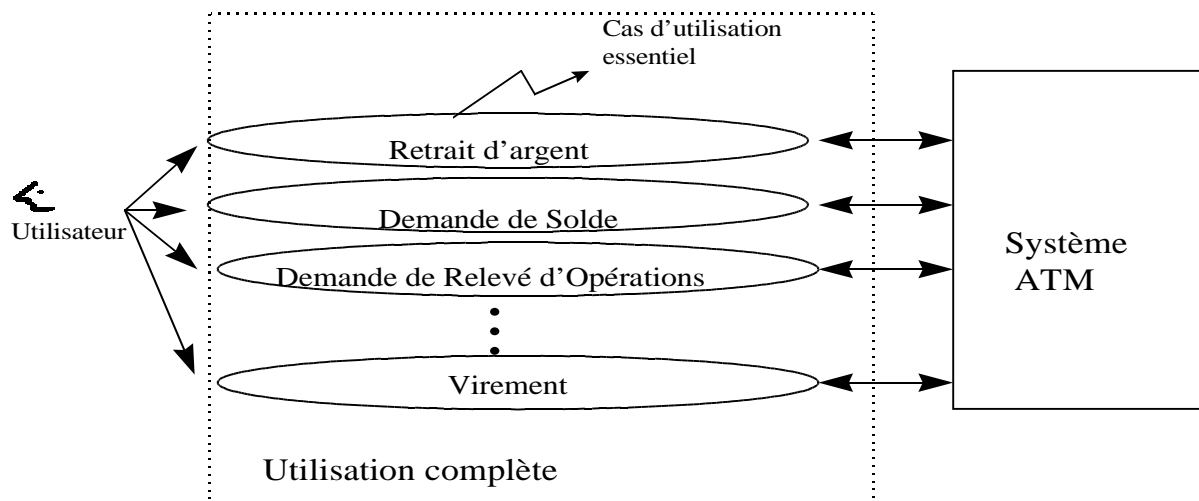 Cas d'utilisation
essentiel
Retrait d'argent
Utilisateur
Demande de Solde
Demande de Relevé d'Opérations
Système
ATM
Virement
Utilisation complète